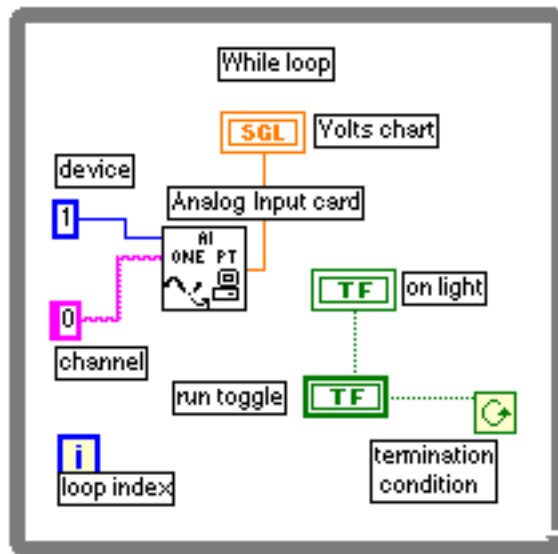 While loop
SGL
Volts chart
device
1
Analog Input card
AI
ONE PT
TF
on light
0
channel
run toggle
TF
i
loop index
termination
condition